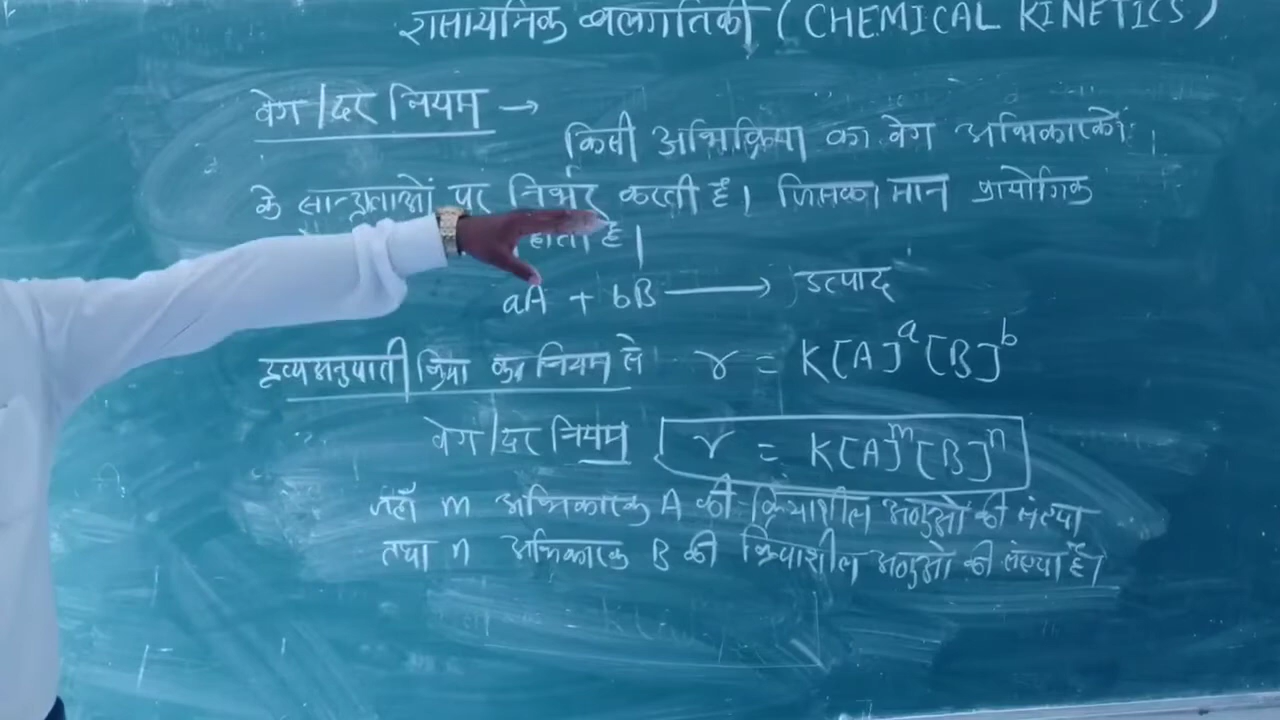 रासायनिक बलगतिकी (CHEMICAL KINETICS)
वेग/दर नियम →
किसी अभिक्रिया का वेग अभिकारकों
के सान्द्रताओं पर निर्भर करती है। जिसका मान प्रायोगिक
होता है।
aA + bB ⟶ उत्पाद
द्रव्यअनुपाती क्रिया का नियम से r = K[A]^a [B]^b
वेग/दर नियम r = K[A]^m [B]^n
जहाँ m अभिकारक A की क्रियाशील अणुओं की संख्या
तथा n अभिकारक B की क्रियाशील अणुओं की संख्या है।